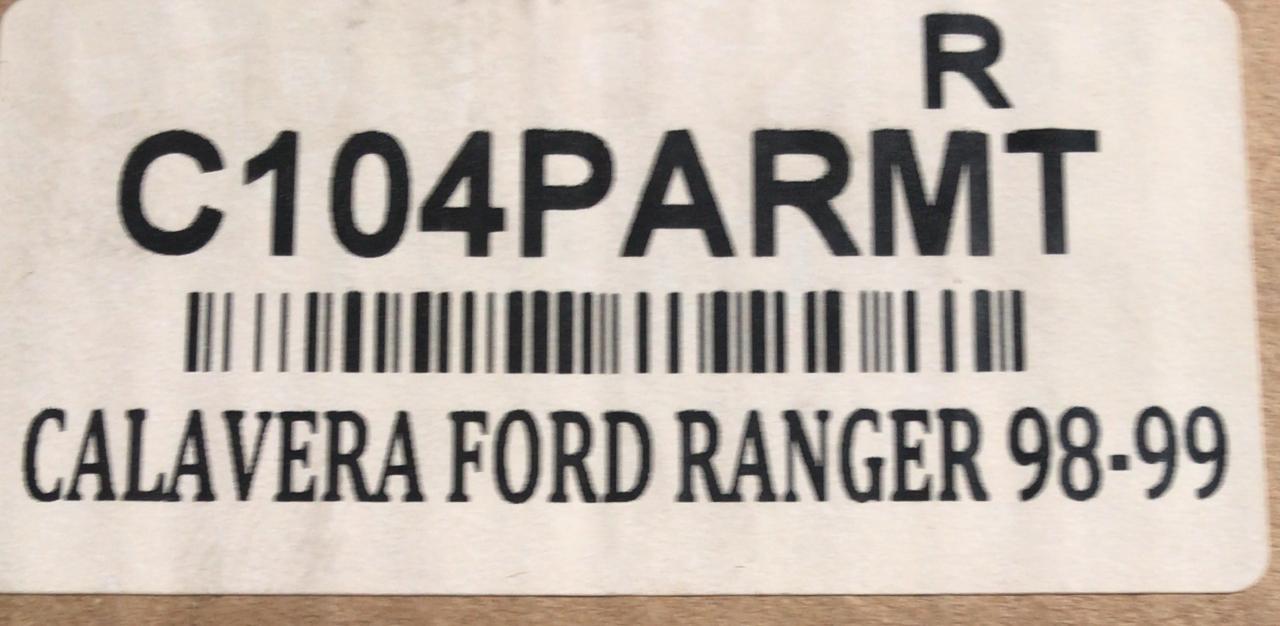 R
C104PARMT
CALAVERA FORD RANGER 98-99